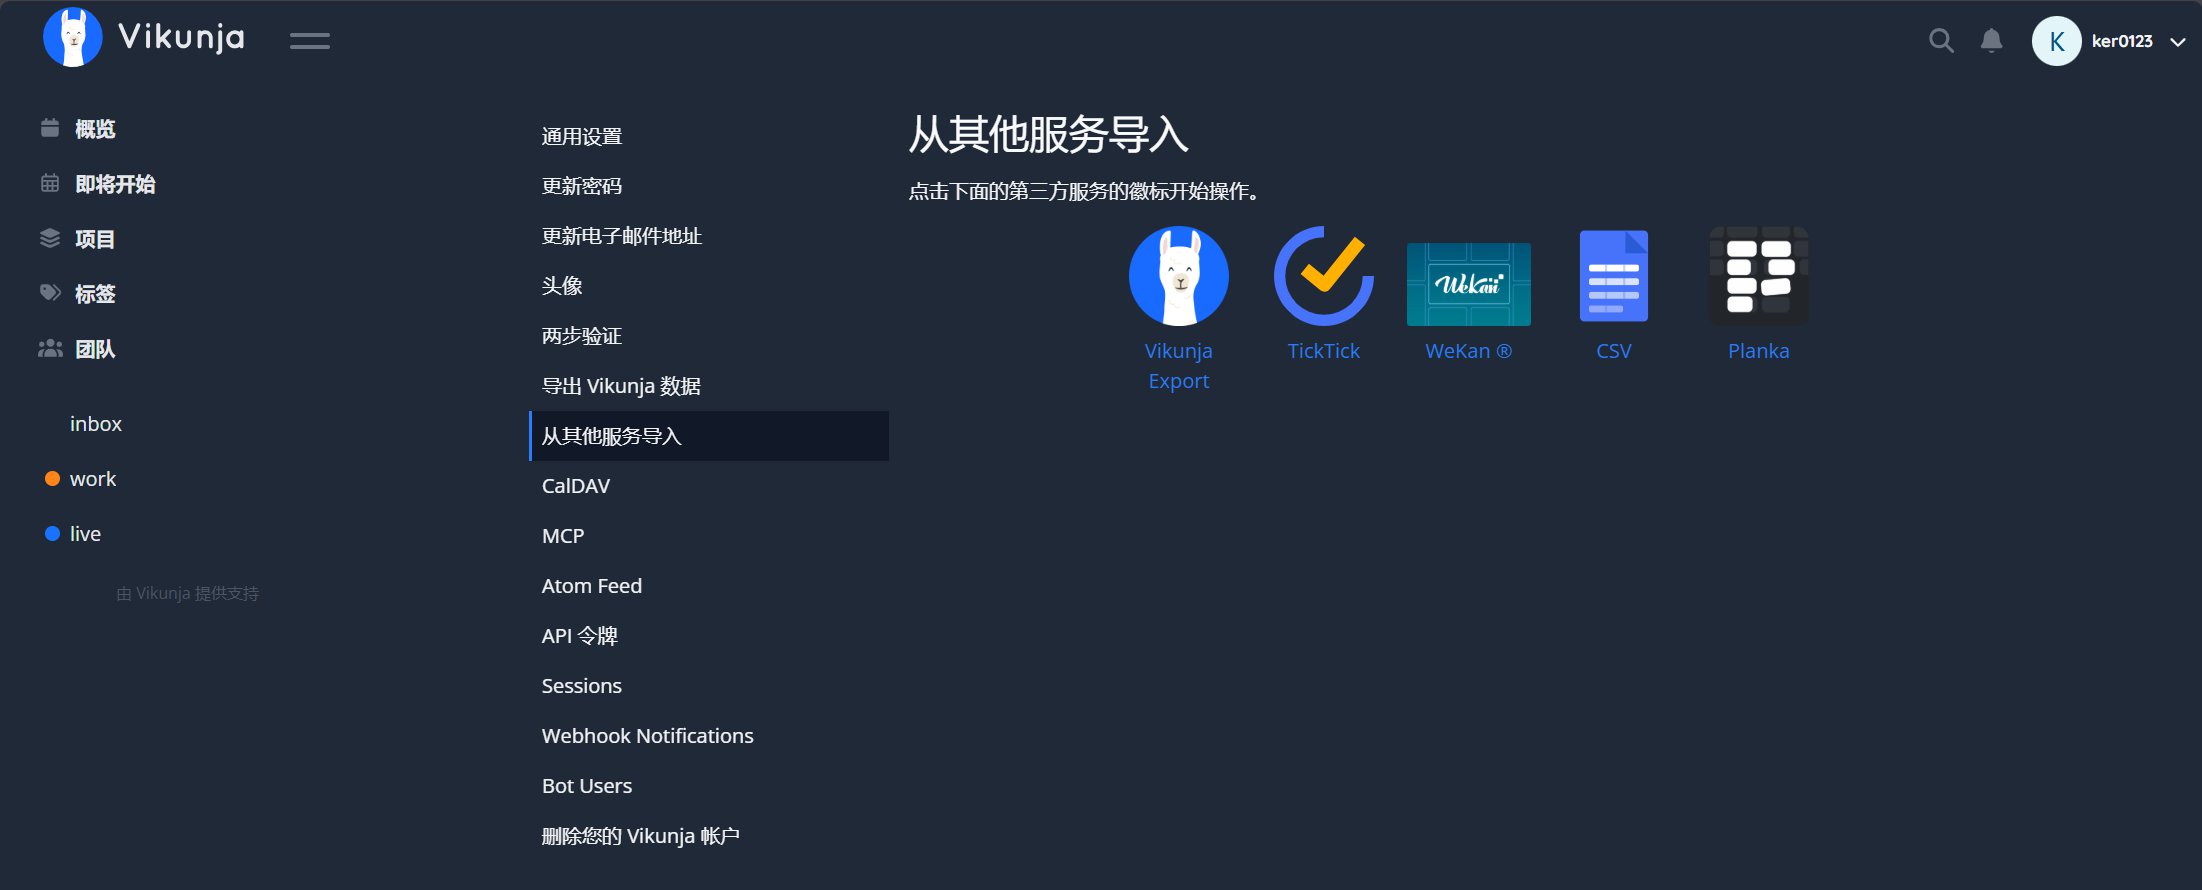 Vikunja
K
ker0123
概览
即将开始
项目
标签
团队
inbox
work
live
由 Vikunja 提供支持
通用设置
更新密码
更新电子邮件地址
头像
两步验证
导出 Vikunja 数据
从其他服务导入
CalDAV
MCP
Atom Feed
API 令牌
Sessions
Webhook Notifications
Bot Users
删除您的 Vikunja 帐户
从其他服务导入
点击下面的第三方服务的徽标开始操作。
Vikunja
Export
TickTick
WeKan
WeKan ®
CSV
Planka